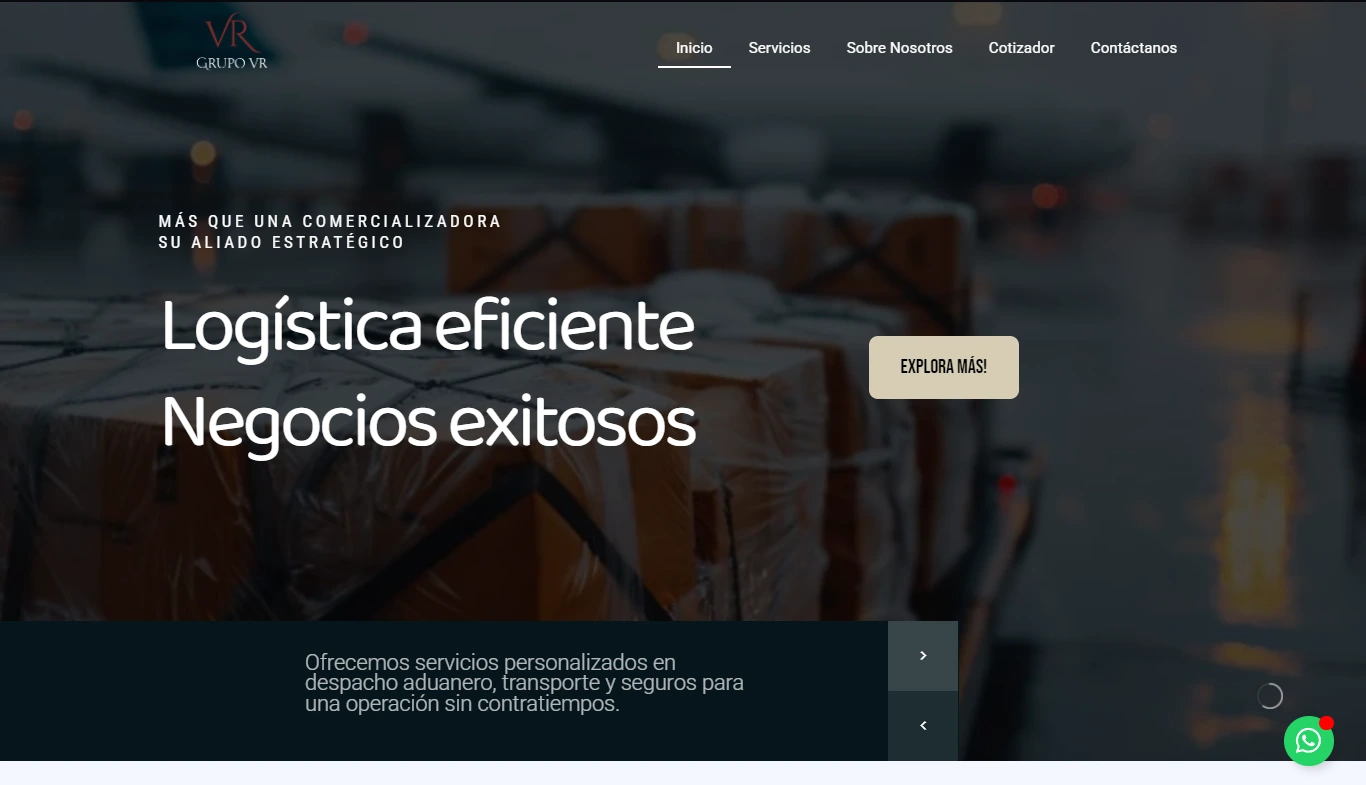 VR
GRUPO VR
Inicio Servicios Sobre Nosotros Cotizador Contáctanos
MÁS QUE UNA COMERCIALIZADORA
SU ALIADO ESTRATÉGICO
Logística eficiente
Negocios exitosos
EXPLORA MÁS!
Ofrecemos servicios personalizados en
despacho aduanero, transporte y seguros para
una operación sin contratiempos.